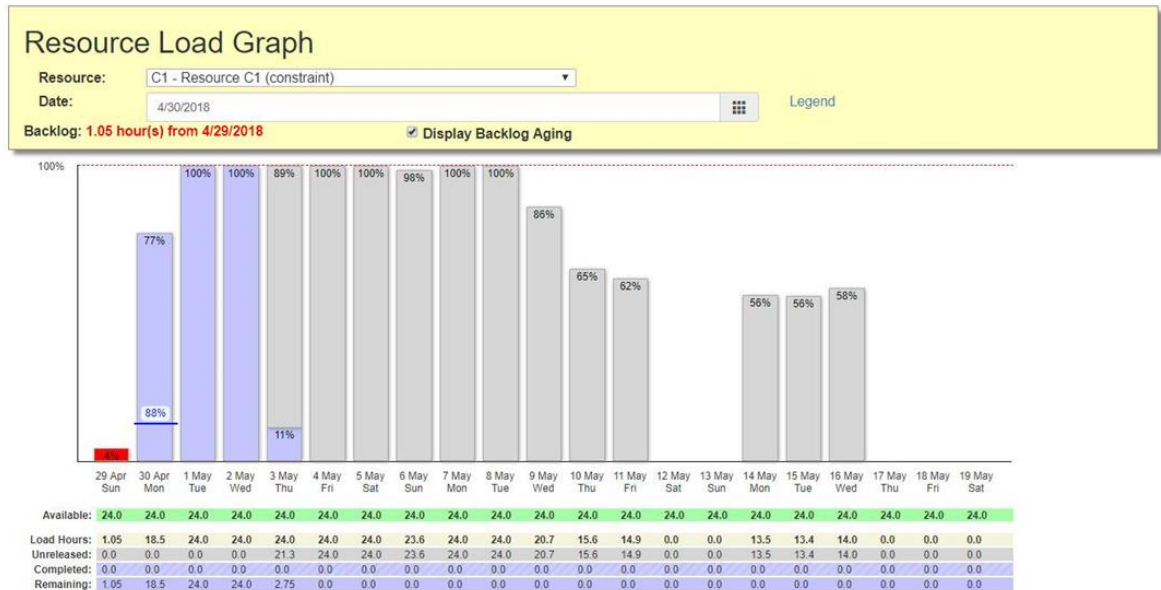 Resource Load Graph
Resource: C1 - Resource C1 (constraint)
Date: 4/30/2018 Legend
Backlog: 1.05 hour(s) from 4/29/2018 Display Backlog Aging
100%
100% 100% 89% 100% 100% 98% 100% 100%
86%
77%
65% 62%
56% 56% 58%
88%
11%
4%
29 Apr 30 Apr 1 May 2 May 3 May 4 May 5 May 6 May 7 May 8 May 9 May 10 May 11 May 12 May 13 May 14 May 15 May 16 May 17 May 18 May 19 May
Sun Mon Tue Wed Thu Fri Sat Sun Mon Tue Wed Thu Fri Sat Sun Mon Tue Wed Thu Fri Sat
Available: 24.0 24.0 24.0 24.0 24.0 24.0 24.0 24.0 24.0 24.0 24.0 24.0 24.0 24.0 24.0 24.0 24.0 24.0 24.0 24.0 24.0
Load Hours: 1.05 18.5 24.0 24.0 24.0 24.0 24.0 23.6 24.0 24.0 20.7 15.6 14.9 0.0 0.0 13.5 13.4 14.0 0.0 0.0 0.0
Unreleased: 0.0 0.0 0.0 0.0 21.3 24.0 24.0 23.6 24.0 24.0 20.7 15.6 14.9 0.0 0.0 13.5 13.4 14.0 0.0 0.0 0.0
Completed: 0.0 0.0 0.0 0.0 0.0 0.0 0.0 0.0 0.0 0.0 0.0 0.0 0.0 0.0 0.0 0.0 0.0 0.0 0.0 0.0 0.0
Remaining: 1.05 18.5 24.0 24.0 2.75 0.0 0.0 0.0 0.0 0.0 0.0 0.0 0.0 0.0 0.0 0.0 0.0 0.0 0.0 0.0 0.0